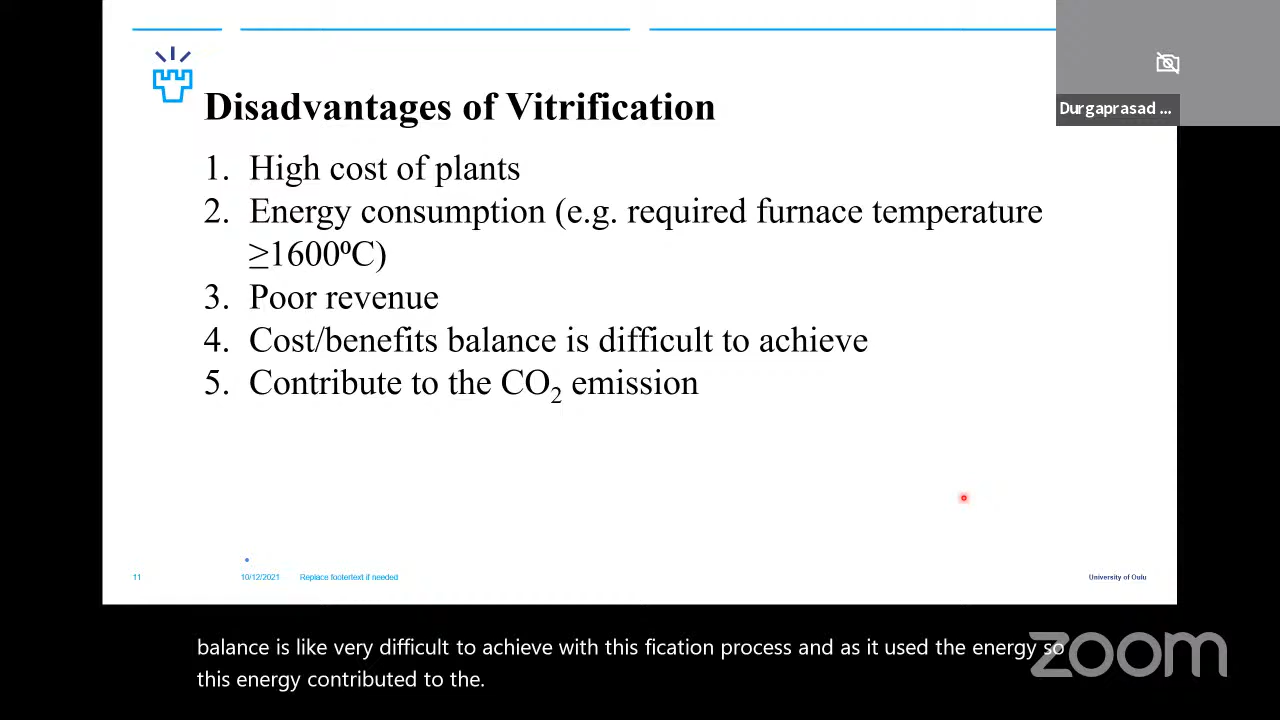 Durgaprasad ...
Disadvantages of Vitrification
1. High cost of plants
2. Energy consumption (e.g. required furnace temperature
≥1600⁰C)
3. Poor revenue
4. Cost/benefits balance is difficult to achieve
5. Contribute to the CO₂ emission
11 10/12/2021 Replace footertext if needed University of Oulu
balance is like very difficult to achieve with this fication process and as it used the energy so
this energy contributed to the.
zoom